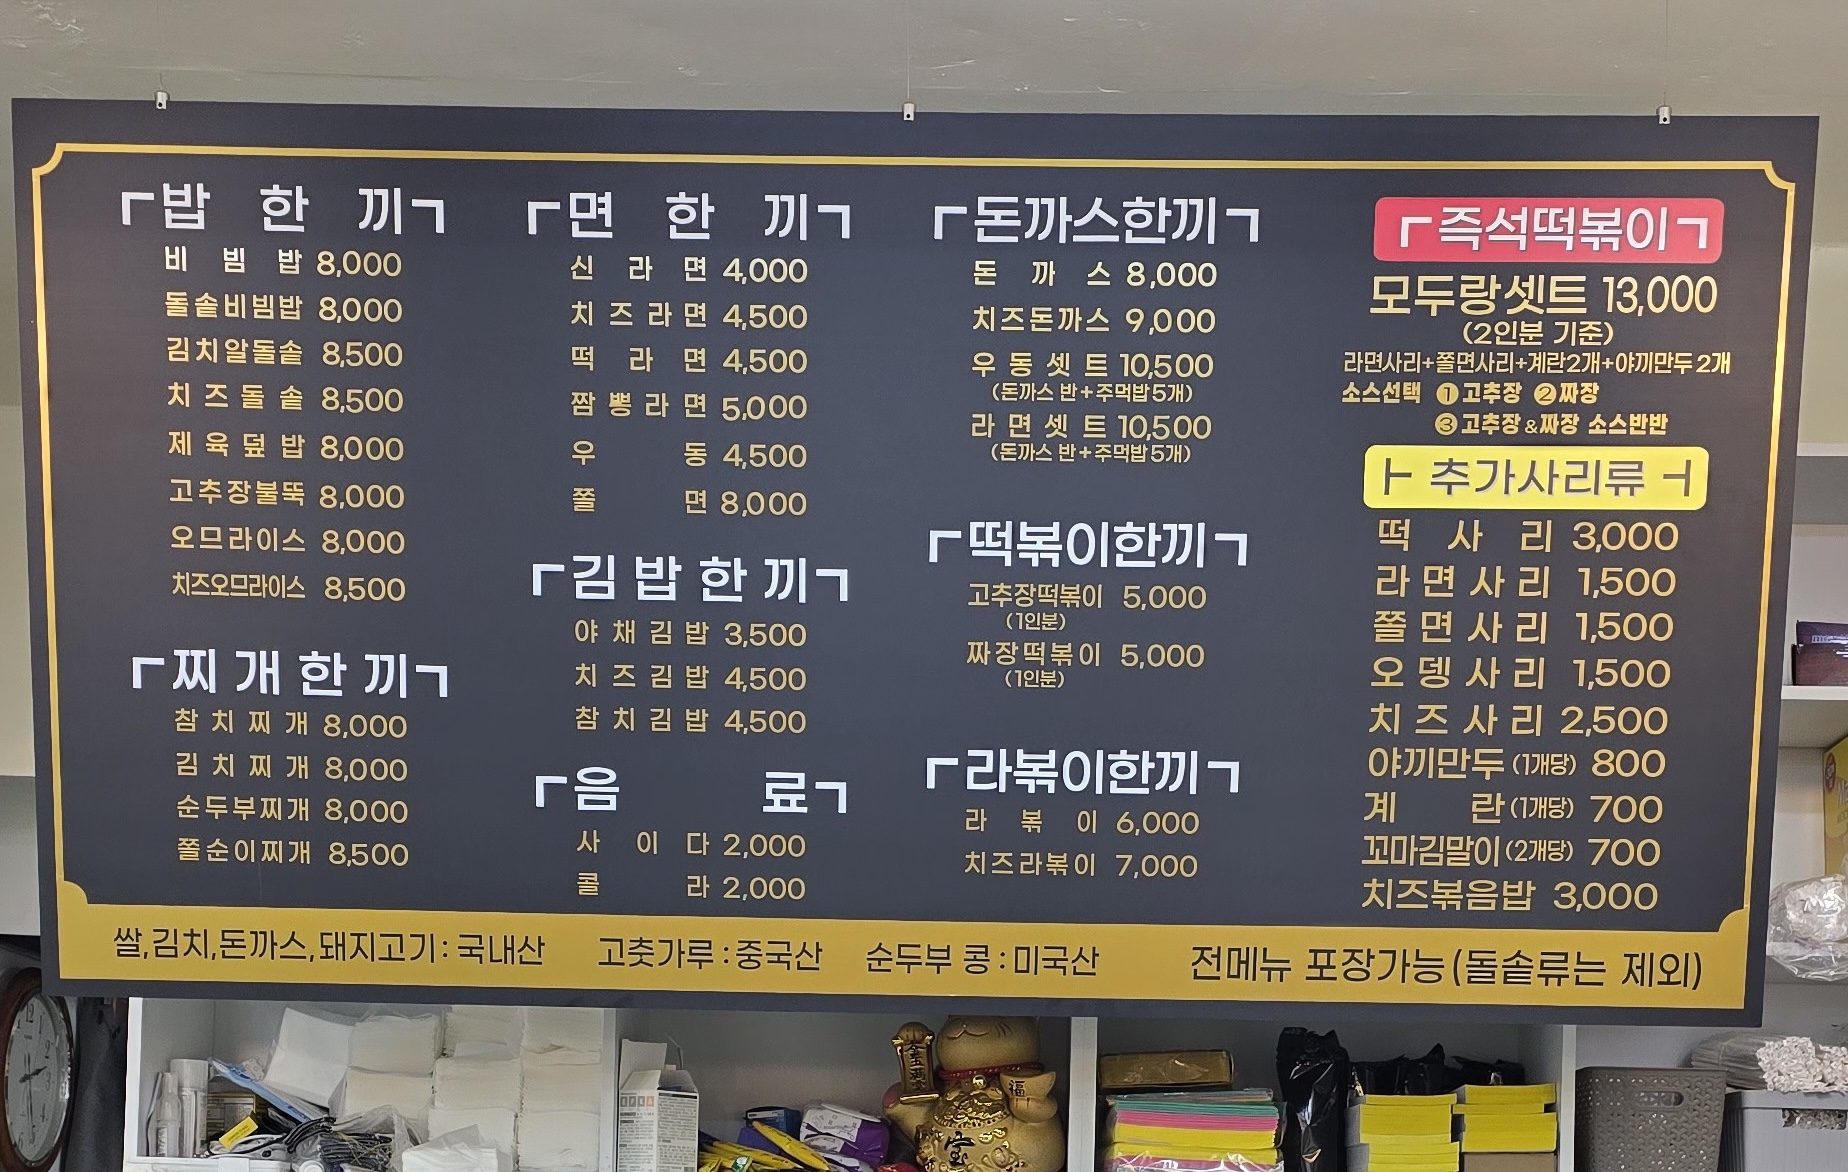 밥 한 끼
비빔밥 8,000
돌솥비빔밥 8,000
김치알돌솥 8,500
치즈돌솥 8,500
제육덮밥 8,000
고추장불뚝 8,000
오므라이스 8,000
치즈오므라이스 8,500
찌개한끼
참치찌개 8,000
김치찌개 8,000
순두부찌개 8,000
쫄순이찌개 8,500
면 한 끼
신라면 4,000
치즈라면 4,500
떡라면 4,500
짬뽕라면 5,000
우동 4,500
쫄면 8,000
김밥한끼
야채김밥 3,500
치즈김밥 4,500
참치김밥 4,500
음료
사이다 2,000
콜라 2,000
돈까스한끼
돈까스 8,000
치즈돈까스 9,000
우동셋트 10,500
(돈까스 반+주먹밥5개)
라면셋트 10,500
(돈까스 반+주먹밥5개)
떡볶이한끼
고추장떡볶이 5,000
(1인분)
짜장떡볶이 5,000
(1인분)
라볶이한끼
라볶이 6,000
치즈라볶이 7,000
즉석떡볶이
모두랑셋트 13,000
(2인분 기준)
라면사리+쫄면사리+계란2개+야끼만두2개
소스선택 ❶고추장 ❷짜장
❸고추장&짜장 소스반반
추가사리류
떡사리 3,000
라면사리 1,500
쫄면사리 1,500
오뎅사리 1,500
치즈사리 2,500
야끼만두(1개당) 800
계란(1개당) 700
꼬마김말이(2개당) 700
치즈볶음밥 3,000
쌀,김치,돈까스,돼지고기:국내산 고춧가루:중국산 순두부 콩:미국산 전메뉴 포장가능(돌솥류는 제외)
福